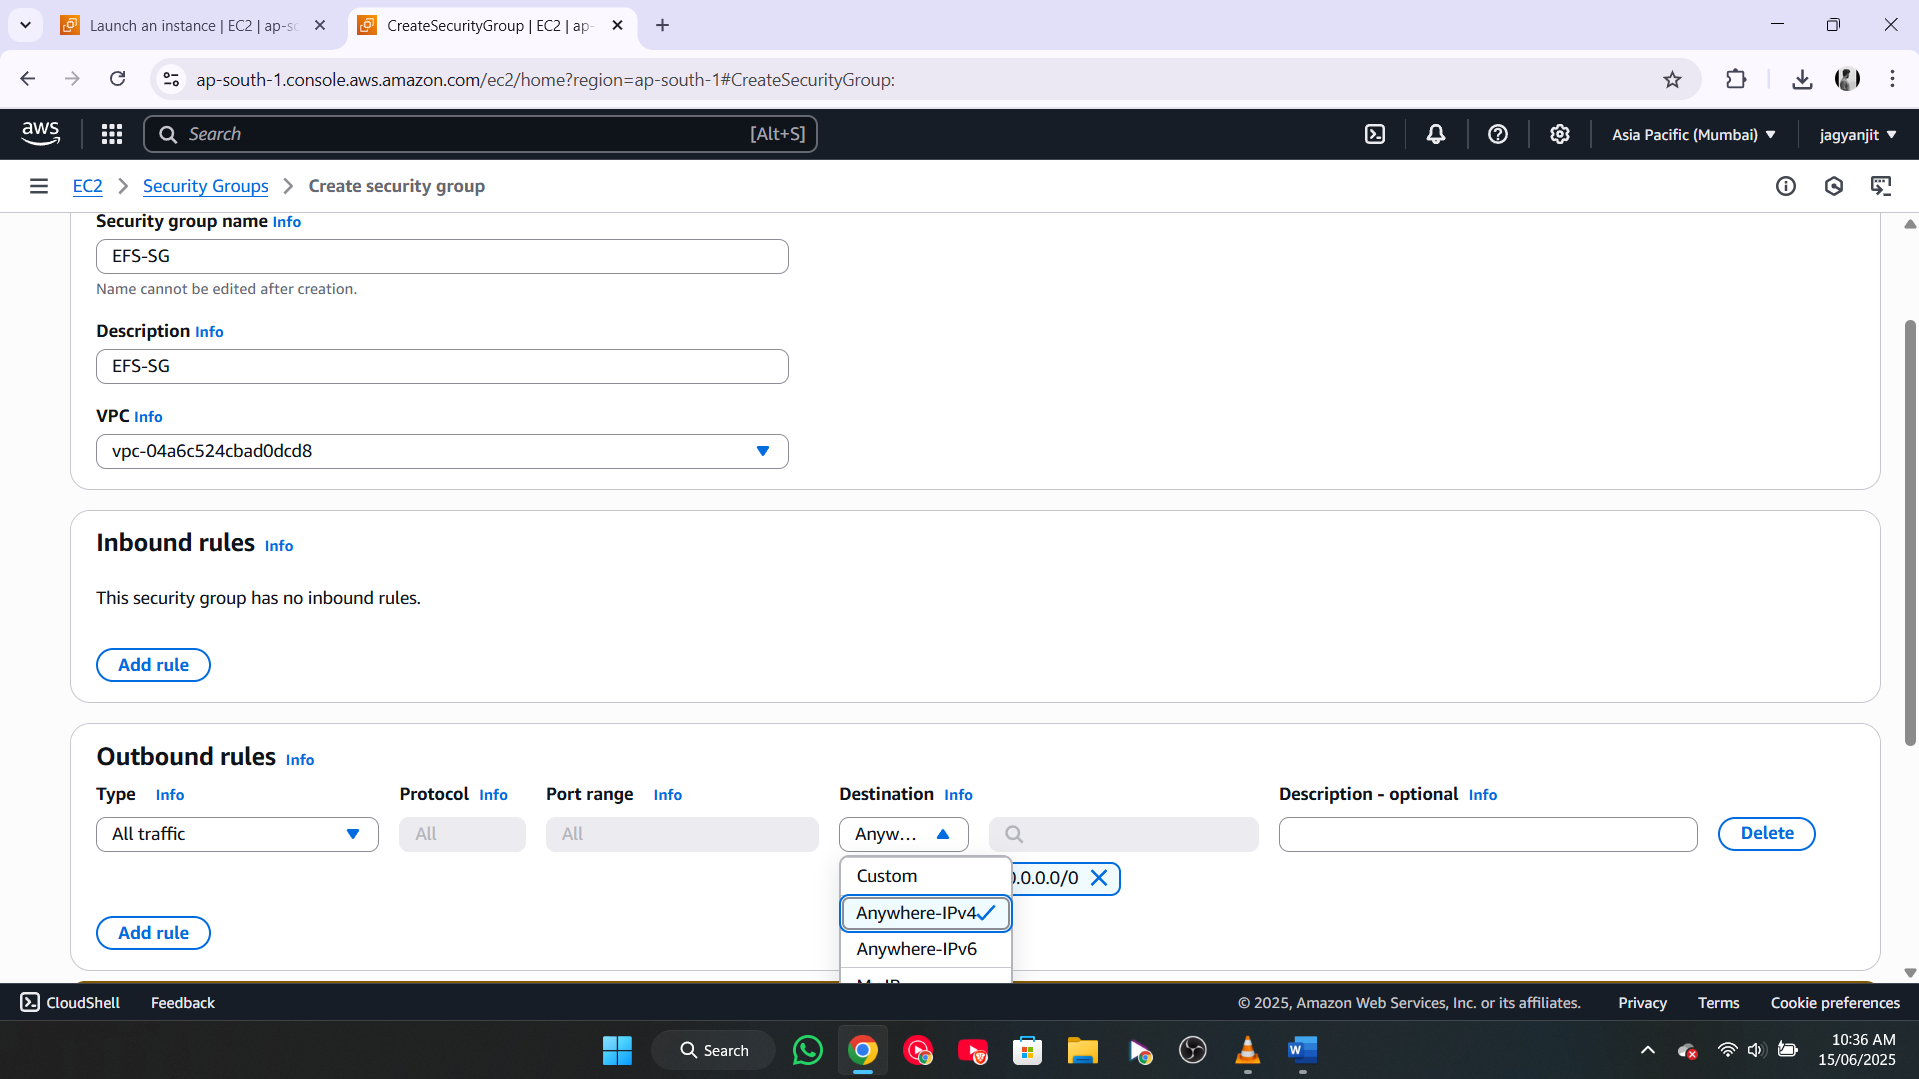 Launch an instance | EC2 | ap-sc
CreateSecurityGroup | EC2 | ap-
ap-south-1.console.aws.amazon.com/ec2/home?region=ap-south-1#CreateSecurityGroup:
aws
Search
[Alt+S]
Asia Pacific (Mumbai)
jagyanjit
EC2
Security Groups
Create security group
Security group name Info
EFS-SG
Name cannot be edited after creation.
Description Info
EFS-SG
VPC Info
vpc-04a6c524cbad0dcd8
Inbound rules Info
This security group has no inbound rules.
Add rule
Outbound rules Info
Type Info
Protocol Info
Port range Info
Destination Info
Description - optional Info
All traffic
All
All
Anyw...
Delete
Custom
0.0.0.0/0
Anywhere-IPv4
Anywhere-IPv6
Add rule
CloudShell
Feedback
© 2025, Amazon Web Services, Inc. or its affiliates.
Privacy
Terms
Cookie preferences
Search
10:36 AM
15/06/2025